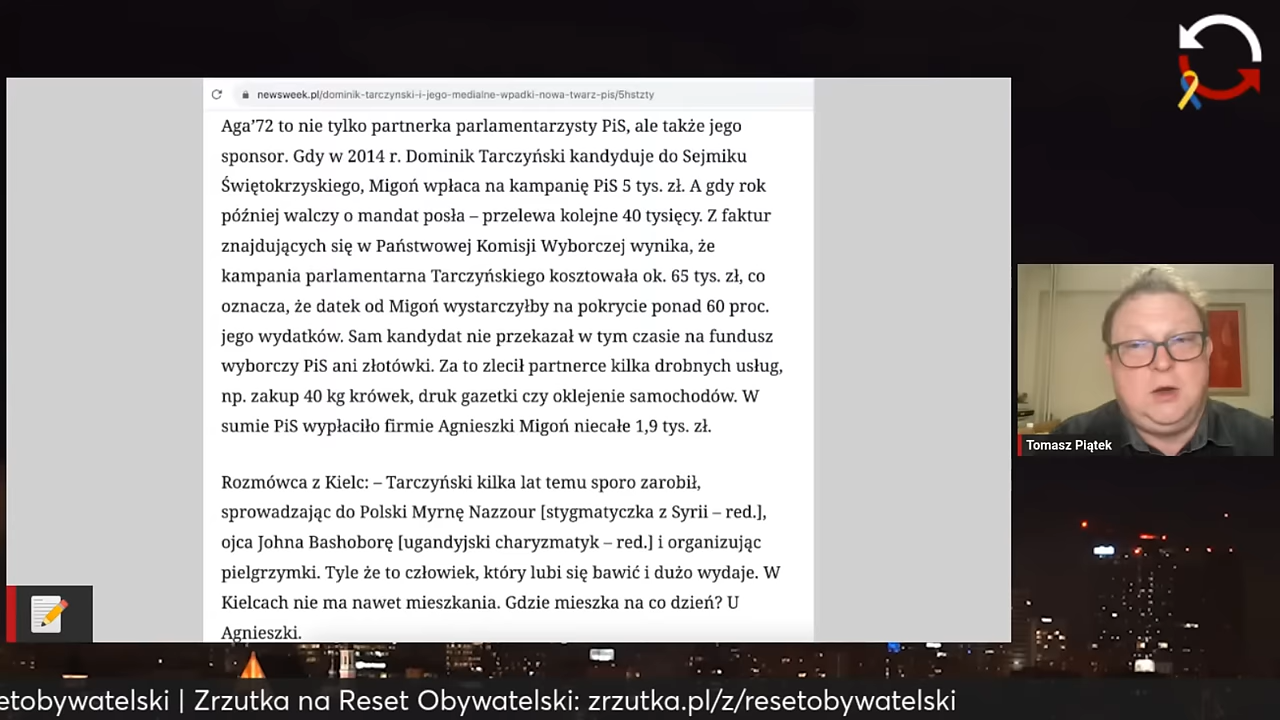 newsweek.pl/dominik-tarczynski-i-jego-medialne-wpadki-nowa-twarz-pis/5hstzty
Aga’72 to nie tylko partnerka parlamentarzysty PiS, ale także jego
sponsor. Gdy w 2014 r. Dominik Tarczyński kandyduje do Sejmiku
Świętokrzyskiego, Migoń wpłaca na kampanię PiS 5 tys. zł. A gdy rok
później walczy o mandat posła – przelewa kolejne 40 tysięcy. Z faktur
znajdujących się w Państwowej Komisji Wyborczej wynika, że
kampania parlamentarna Tarczyńskiego kosztowała ok. 65 tys. zł, co
oznacza, że datek od Migoń wystarczyłby na pokrycie ponad 60 proc.
jego wydatków. Sam kandydat nie przekazał w tym czasie na fundusz
wyborczy PiS ani złotówki. Za to zlecił partnerce kilka drobnych usług,
np. zakup 40 kg krówek, druk gazetki czy oklejenie samochodów. W
sumie PiS wypłaciło firmie Agnieszki Migoń niecałe 1,9 tys. zł.
Rozmówca z Kielc: – Tarczyński kilka lat temu sporo zarobił,
sprowadzając do Polski Myrnę Nazzour [stygmatyczka z Syrii – red.],
ojca Johna Bashoborę [ugandyjski charyzmatyk – red.] i organizując
pielgrzymki. Tyle że to człowiek, który lubi się bawić i dużo wydaje. W
Kielcach nie ma nawet mieszkania. Gdzie mieszka na co dzień? U
Agnieszki.
Tomasz Piątek
setobywatelski | Zrzutka na Reset Obywatelski: zrzutka.pl/z/resetobywatelski